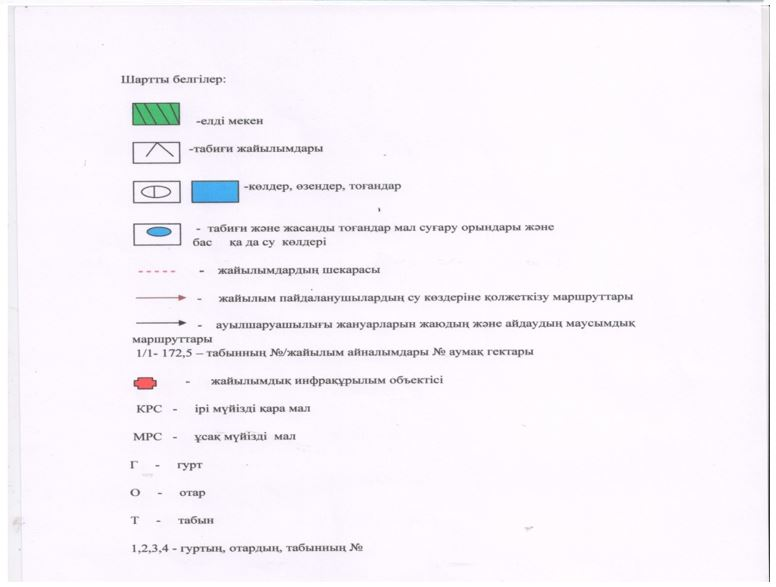 Шартты белгілер:
-елді мекен
-табиғи жайылымдары
-көлдер, өзендер, тоғандар
- табиғи және жасанды тоғандар мал суғару орындары және
бас қа да су көлдері
- жайылымдардың шекарасы
- жайылым пайдаланушылардың су көздеріне қолжеткізу маршруттары
- ауылшаруашылығы жануарларын жаюдың және айдаудың маусымдық
маршруттары
1/1- 172,5 – табынның №/жайылым айналымдары № аумақ гектары
- жайылымдық инфрақұрылым объектісі
КРС - ірі мүйізді қара мал
МРС - ұсақ мүйізді мал
Г - гурт
О - отар
Т - табын
1,2,3,4 - гуртың, отардың, табынның №